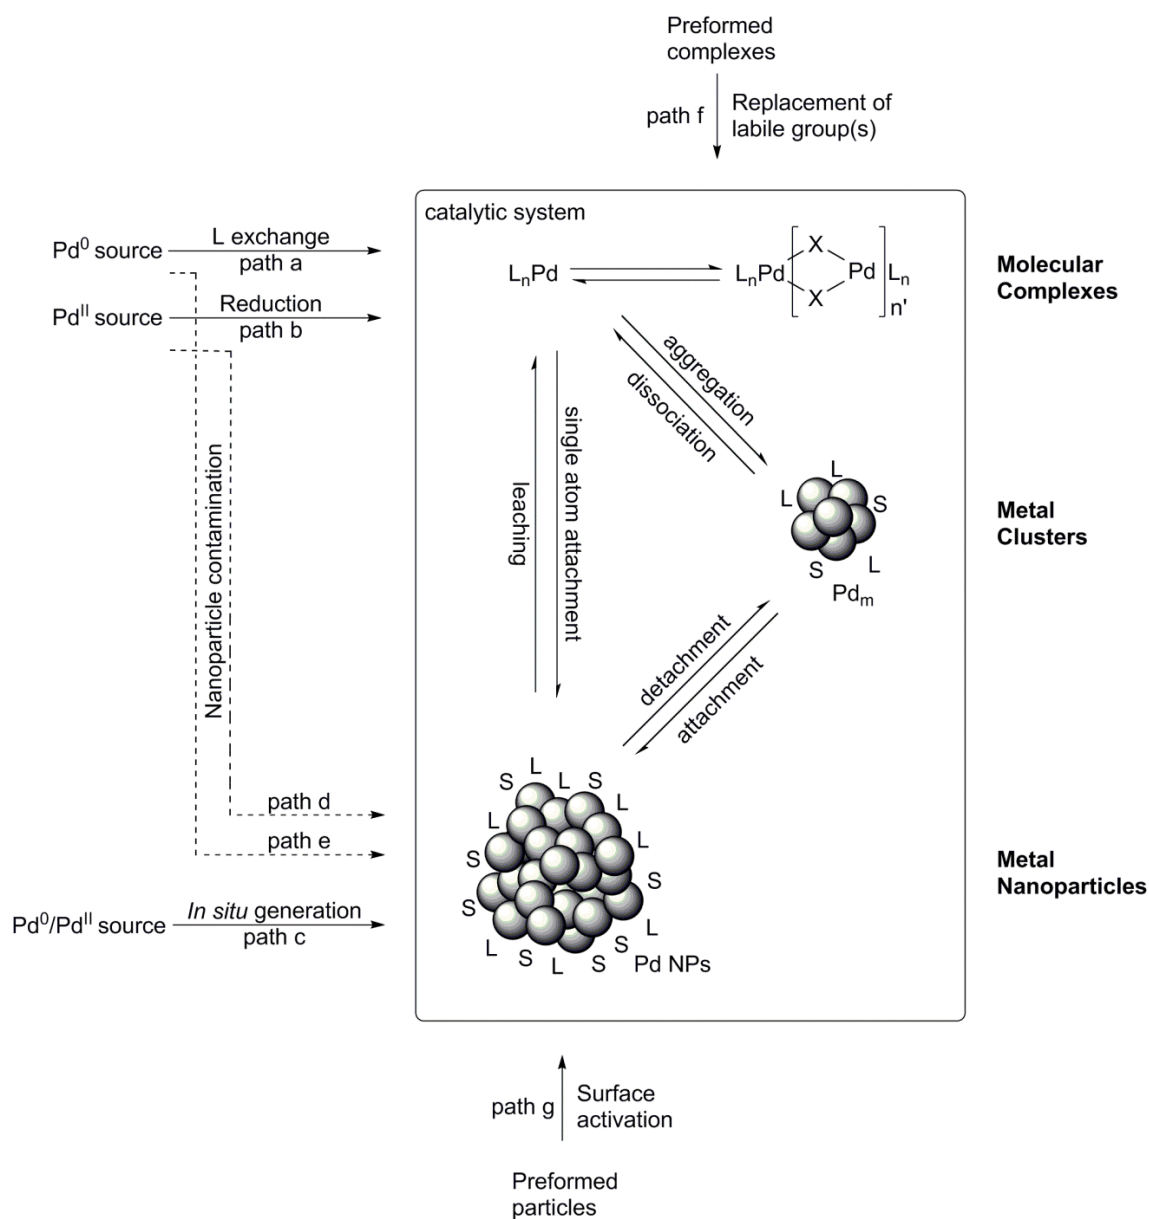 Preformed
complexes
path f
Replacement of
labile group(s)
catalytic system
Pd⁰ source
L exchange
path a
Pdᴵᴵ source
Reduction
path b
LₙPd
LₙPd
X
X
Pd
Lₙ
n'
Molecular
Complexes
aggregation
dissociation
single atom attachment
leaching
Nanoparticle contamination
L
L
S
S
L
Pdₘ
Metal
Clusters
detachment
attachment
path d
path e
Pd⁰/Pdᴵᴵ source
In situ generation
path c
S
L
L
S
L
L
L
S
S
S
L
L
S
L
S
S
Pd NPs
Metal
Nanoparticles
path g
Surface
activation
Preformed
particles